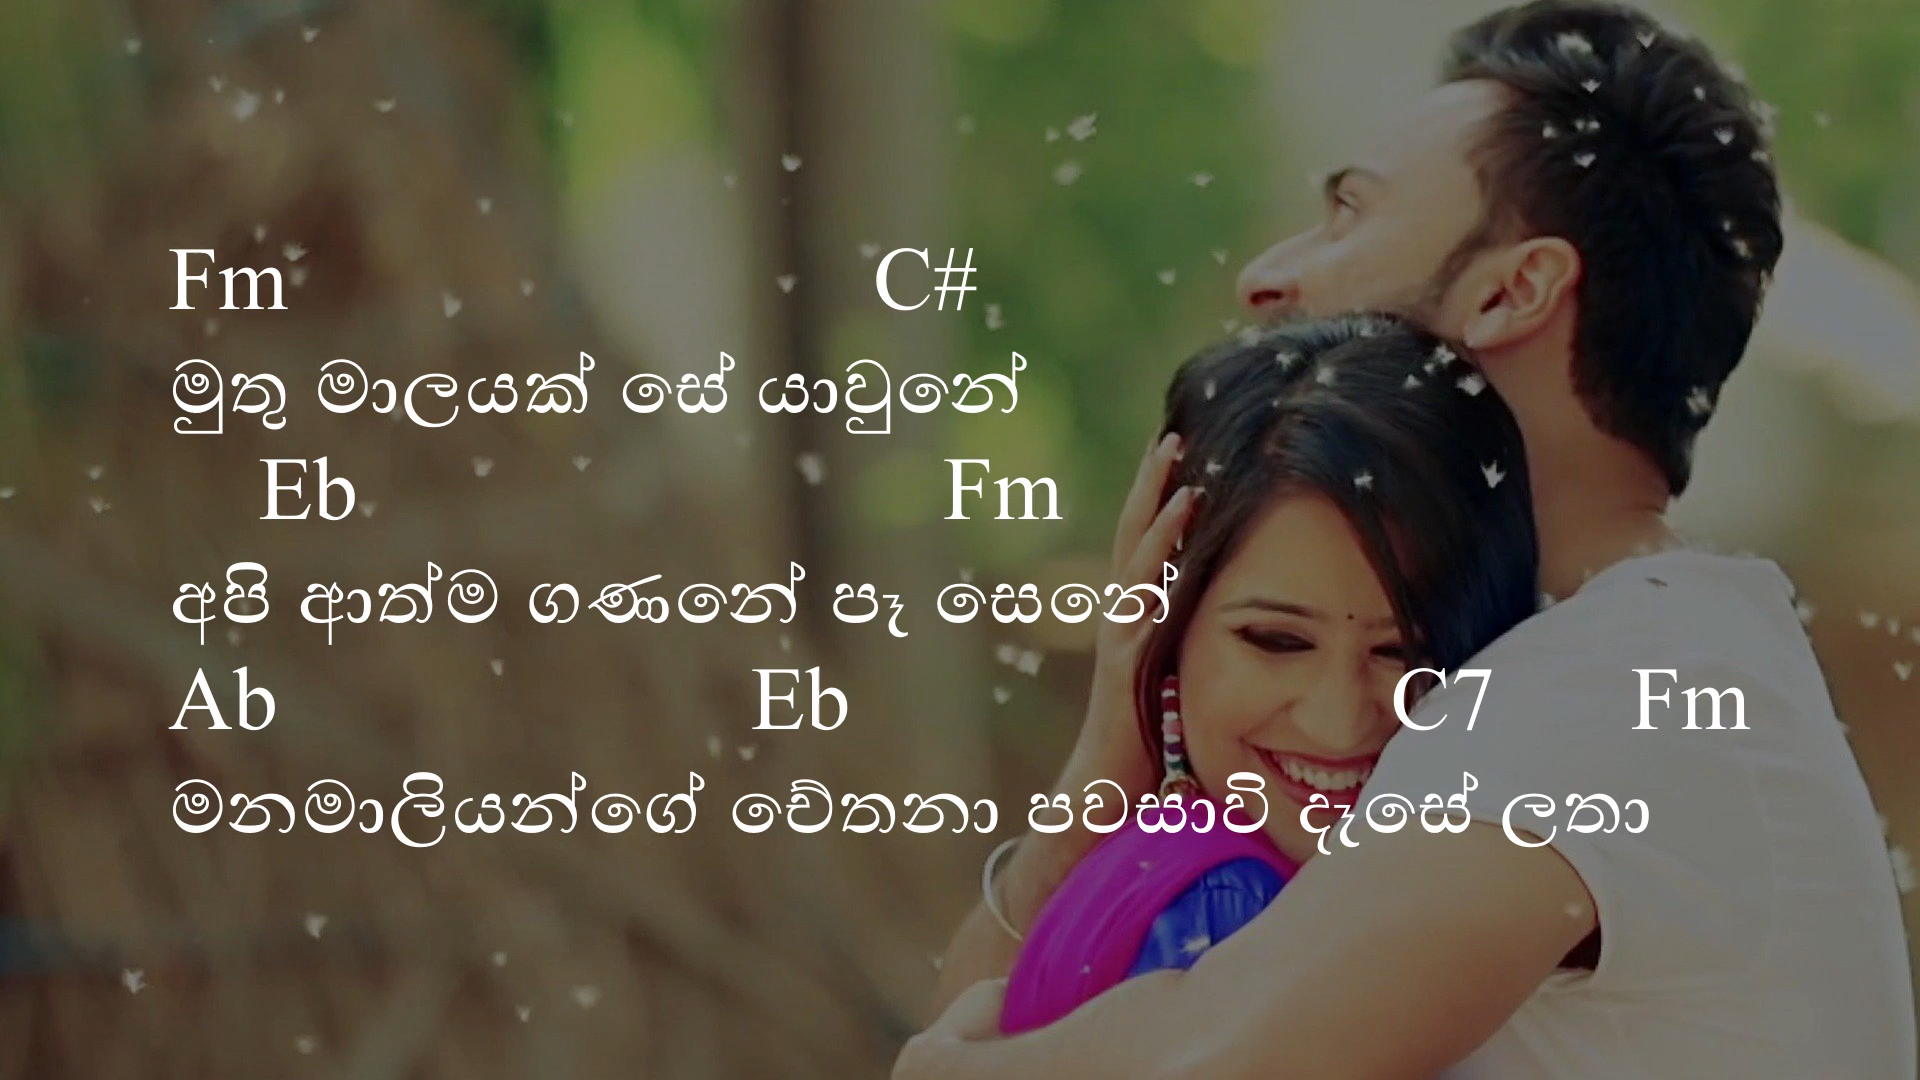 Fm C#
මුතු මාලයක් සේ යාවුනේ
Eb Fm
අපි ආත්ම ගණනේ පෑ සෙනේ
Ab Eb C7 Fm
මනමාලියන්ගේ චේතනා පවසාවි දෑසේ ලතා